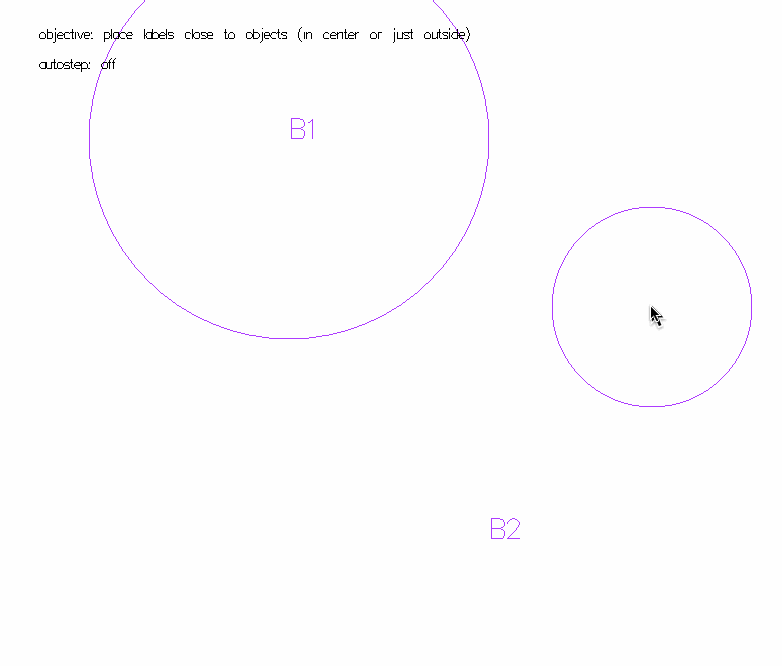 objective: place labels close to objects (in center or just outside)
autostep: off
B1
B2